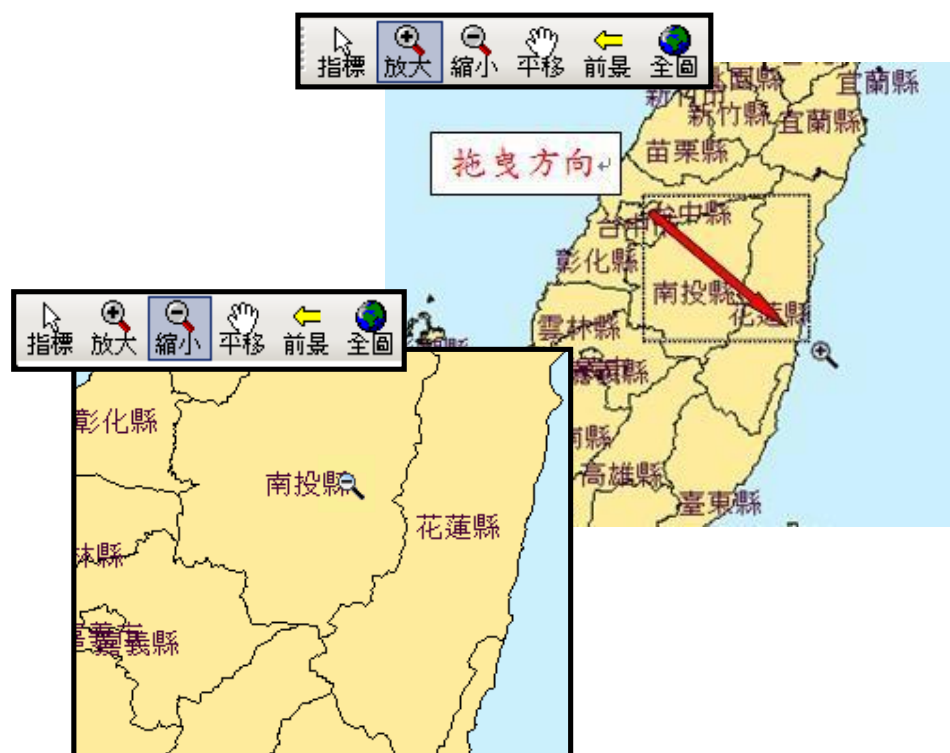 指標 放大 縮小 平移 前景 全圖
宜蘭縣
新竹縣
宜蘭縣
苗栗縣
拖曳方向
台中縣
彰化縣
南投縣
花蓮縣
雲林縣
高雄縣
臺東縣
指標 放大 縮小 平移 前景 全圖
彰化縣
南投縣
花蓮縣
林縣
嘉義縣